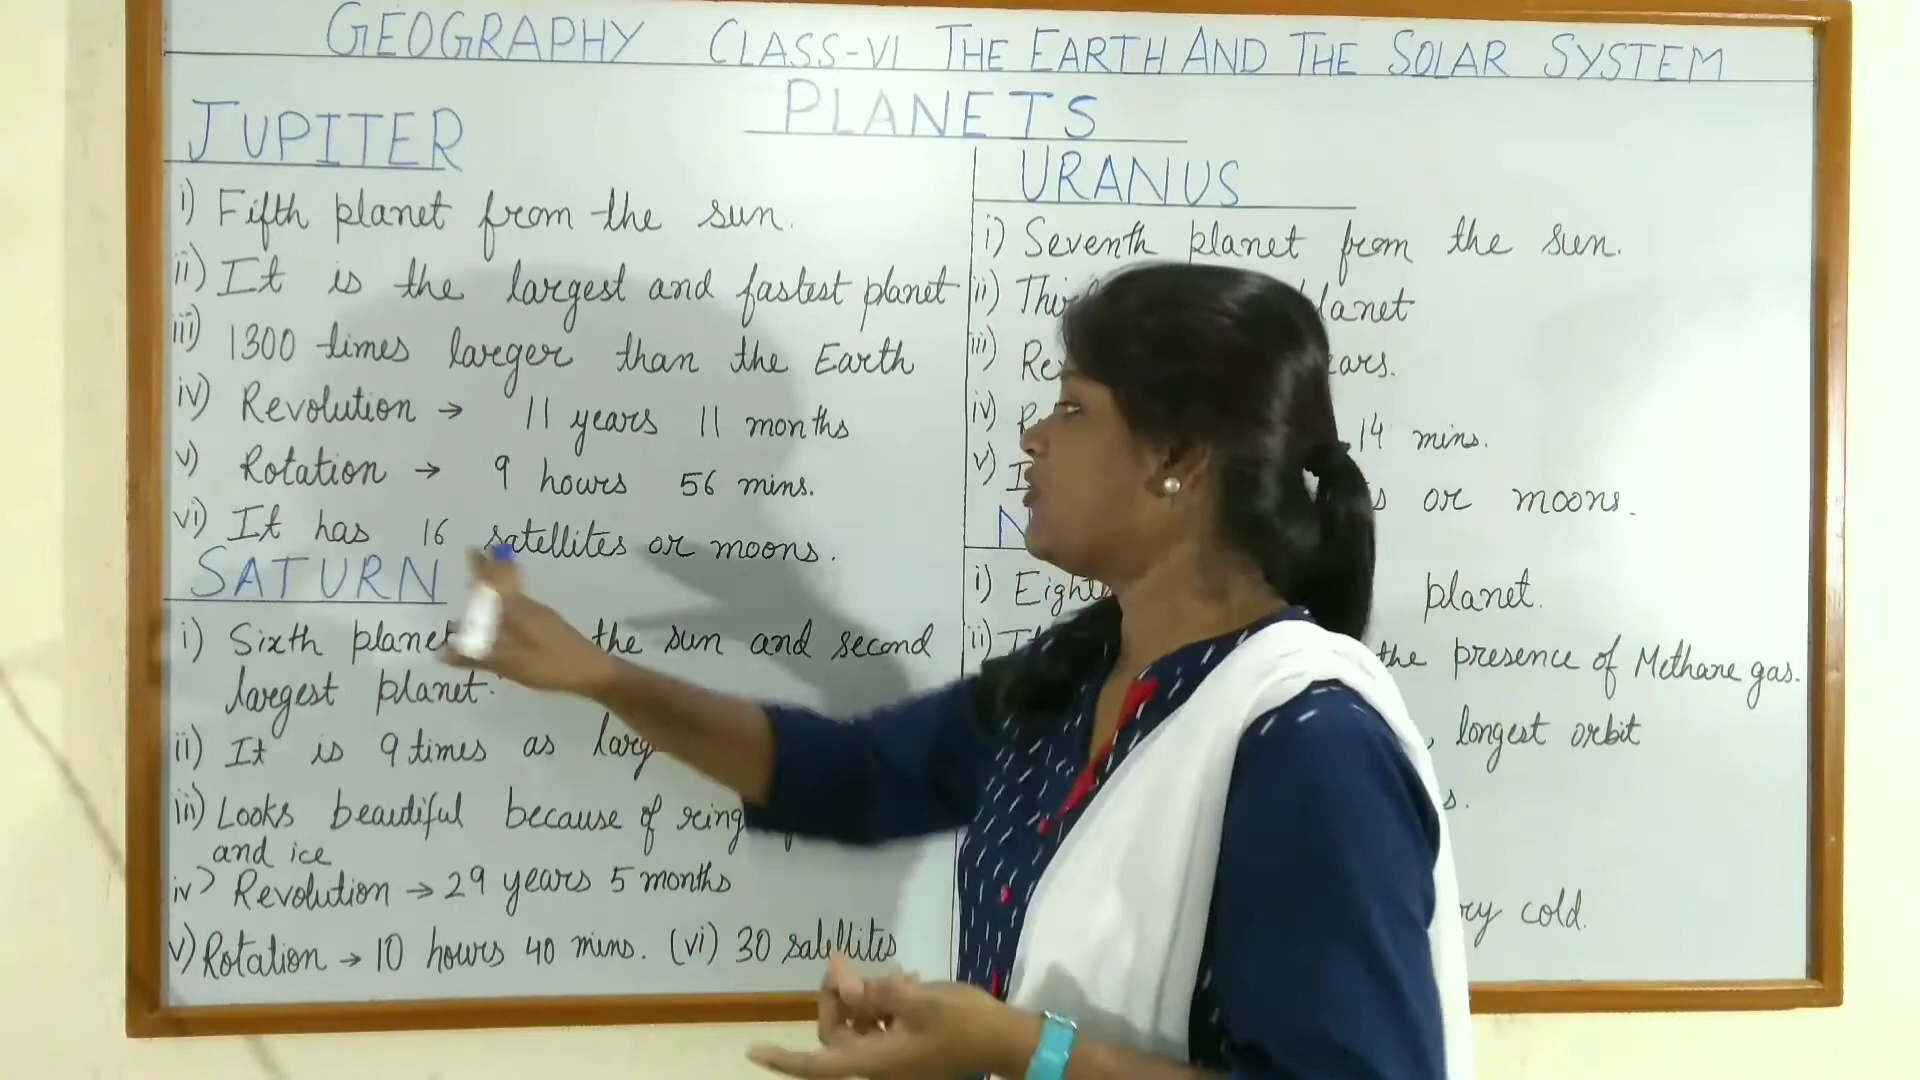 GEOGRAPHY CLASS-VI THE EARTH AND THE SOLAR SYSTEM
PLANETS
JUPITER
i) Fifth planet from the sun.
ii) It is the largest and fastest planet
iii) 1300 times larger than the Earth
iv) Revolution → 11 years 11 months
v) Rotation → 9 hours 56 mins.
vi) It has 16 satellites or moons.
SATURN
i) Sixth planet the sun and second
largest planet.
ii) It is 9 times as
iii) Looks beautiful because of ring
and ice
iv) Revolution → 29 years 5 months
v) Rotation → 10 hours 40 mins. (vi) 30 satellites
URANUS
i) Seventh planet from the sun.
ii) planet
iii)
iv) 14 mins.
v) or moons.
i) planet.
ii) the presence of Methane gas.
longest orbit
cold.